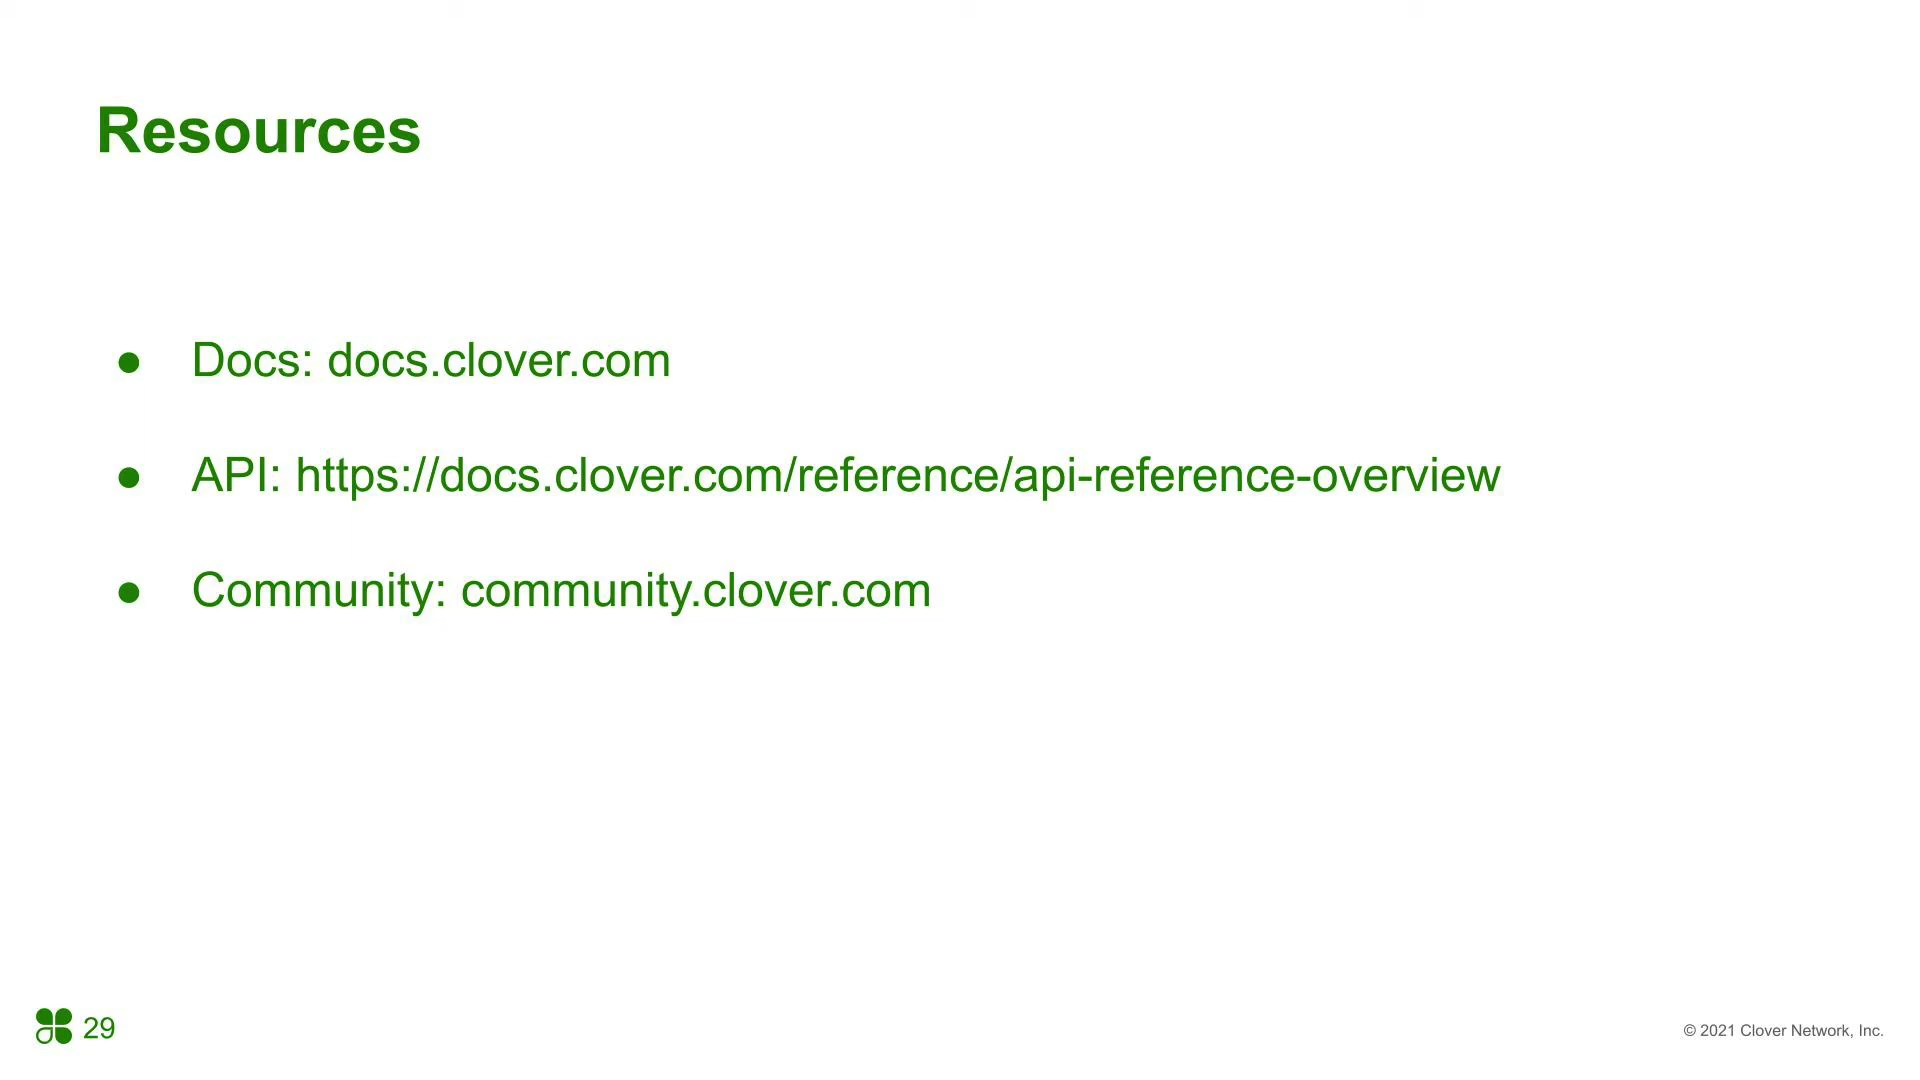 Resources
● Docs: docs.clover.com
● API: https://docs.clover.com/reference/api-reference-overview
● Community: community.clover.com
29
© 2021 Clover Network, Inc.